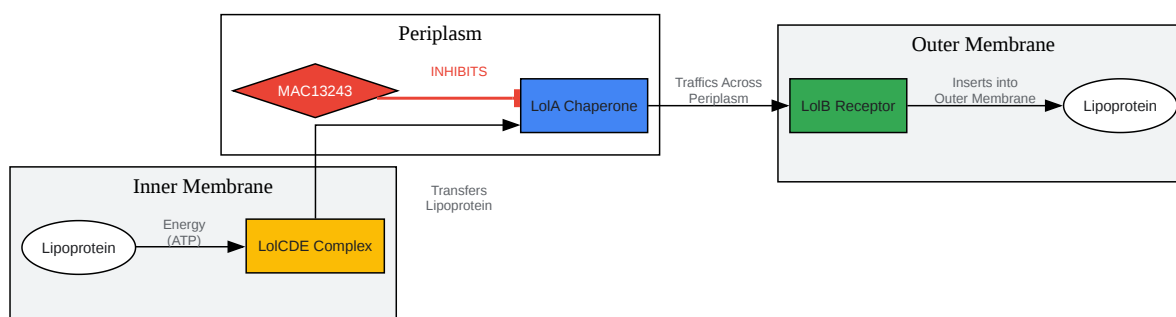 Periplasm
MAC13243
INHIBITS
LolA Chaperone
Traffics Across
Periplasm
Outer Membrane
LolB Receptor
Inserts into
Outer Membrane
Lipoprotein
Inner Membrane
Lipoprotein
Energy
(ATP)
LolCDE Complex
Transfers
Lipoprotein